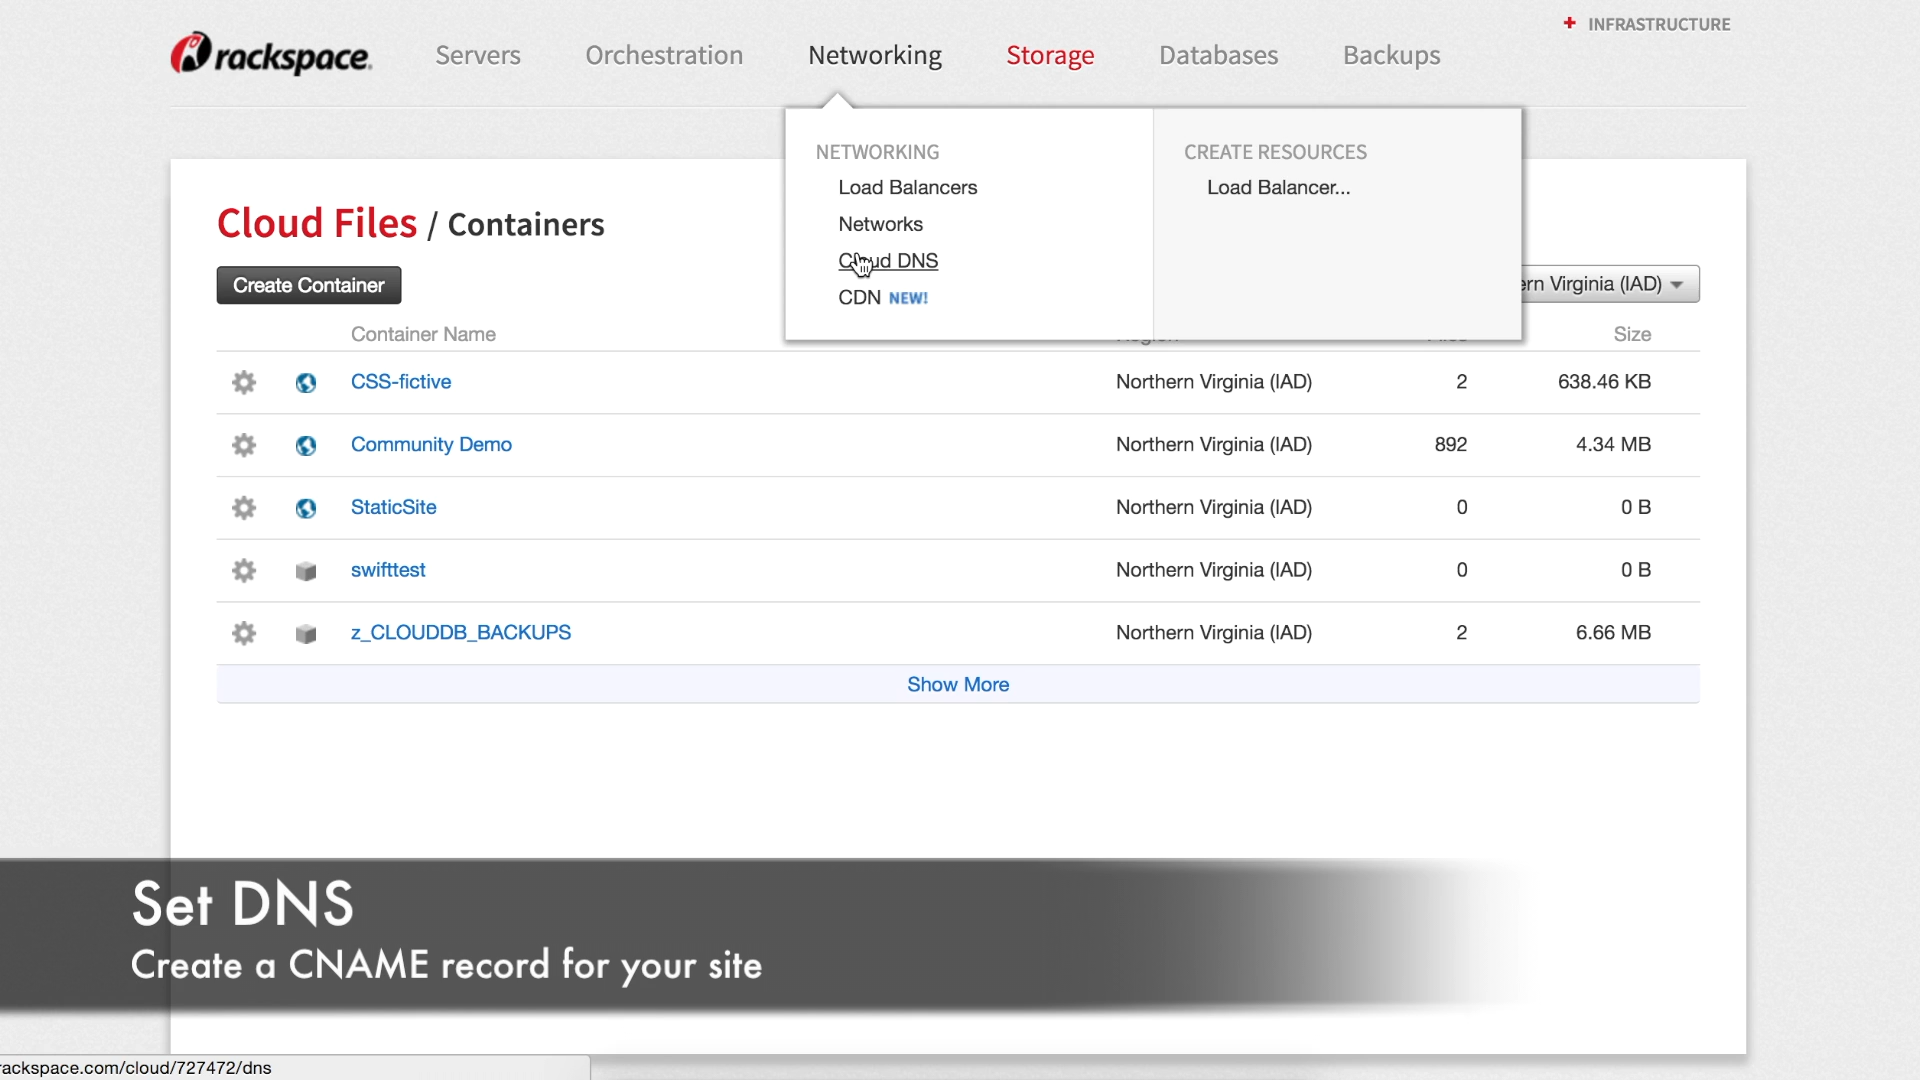 INFRASTRUCTURE
rackspace. Servers Orchestration Networking Storage Databases Backups
NETWORKING CREATE RESOURCES
Load Balancers Load Balancer...
Networks
Cloud DNS
CDN NEW!
Cloud Files / Containers
Create Container ern Virginia (IAD)
Container Name Size
CSS-fictive Northern Virginia (IAD) 2 638.46 KB
Community Demo Northern Virginia (IAD) 892 4.34 MB
StaticSite Northern Virginia (IAD) 0 0 B
swifttest Northern Virginia (IAD) 0 0 B
z_CLOUDDB_BACKUPS Northern Virginia (IAD) 2 6.66 MB
Show More
Set DNS
Create a CNAME record for your site
rackspace.com/cloud/727472/dns